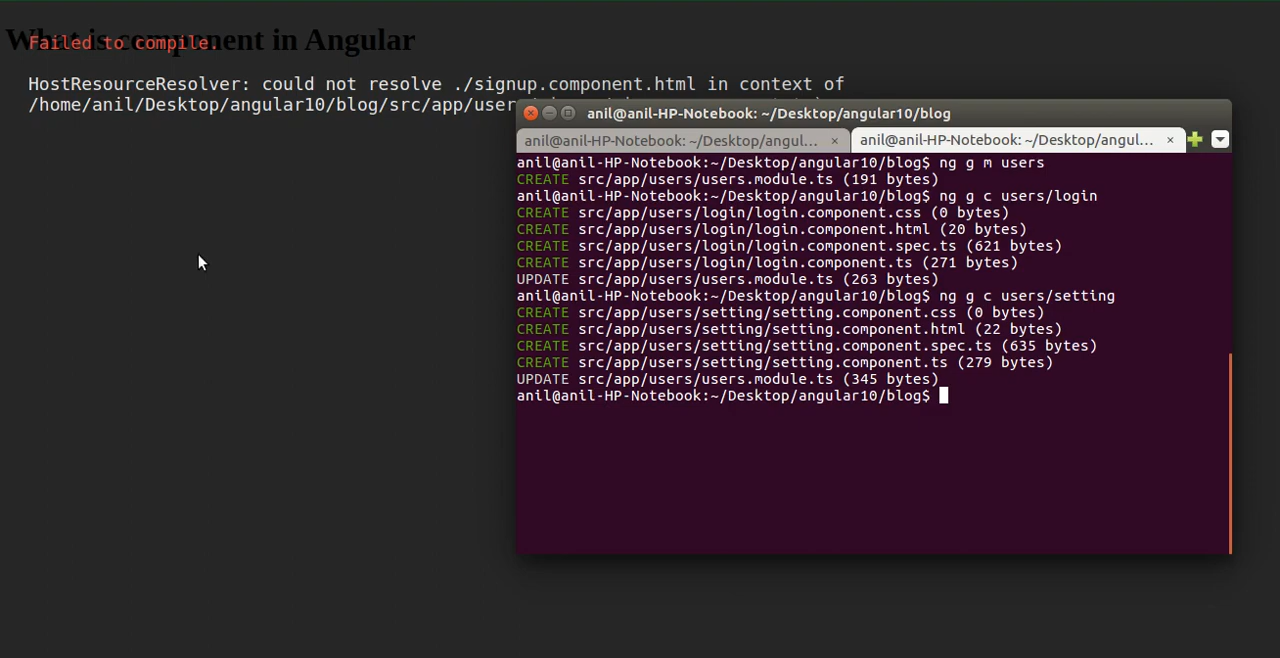 What is component in Angular
Failed to compile.
HostResourceResolver: could not resolve ./signup.component.html in context of
/home/anil/Desktop/angular10/blog/src/app/user
anil@anil-HP-Notebook: ~/Desktop/angular10/blog
anil@anil-HP-Notebook: ~/Desktop/angul... × anil@anil-HP-Notebook: ~/Desktop/angul... ×
anil@anil-HP-Notebook:~/Desktop/angular10/blog$ ng g m users
CREATE src/app/users/users.module.ts (191 bytes)
anil@anil-HP-Notebook:~/Desktop/angular10/blog$ ng g c users/login
CREATE src/app/users/login/login.component.css (0 bytes)
CREATE src/app/users/login/login.component.html (20 bytes)
CREATE src/app/users/login/login.component.spec.ts (621 bytes)
CREATE src/app/users/login/login.component.ts (271 bytes)
UPDATE src/app/users/users.module.ts (263 bytes)
anil@anil-HP-Notebook:~/Desktop/angular10/blog$ ng g c users/setting
CREATE src/app/users/setting/setting.component.css (0 bytes)
CREATE src/app/users/setting/setting.component.html (22 bytes)
CREATE src/app/users/setting/setting.component.spec.ts (635 bytes)
CREATE src/app/users/setting/setting.component.ts (279 bytes)
UPDATE src/app/users/users.module.ts (345 bytes)
anil@anil-HP-Notebook:~/Desktop/angular10/blog$